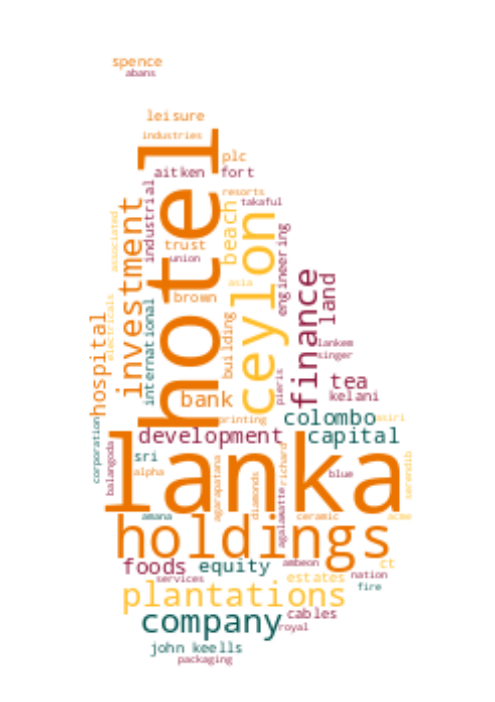 spence
abans
leisure
industries
hotel
plc
aitken
fort
industrial
resorts
takaful
investment
associated
beach
ceylon
trust
union
engineering
asia
finance
land
brown
international
electricals
hospital
building
lankem
singer
pieris
tea
kelani
bank
printing
colombo
asiri
development
capital
corporation
balangoda
lanka
sri
alpha
agarapatana
diamonds
richard
agalawatte
blue
serendib
amana
ceramic
acme
holdings
foods
equity
ambeon
ct
services
estates
nation
fire
plantations
company
cables
royal
john keells
packaging